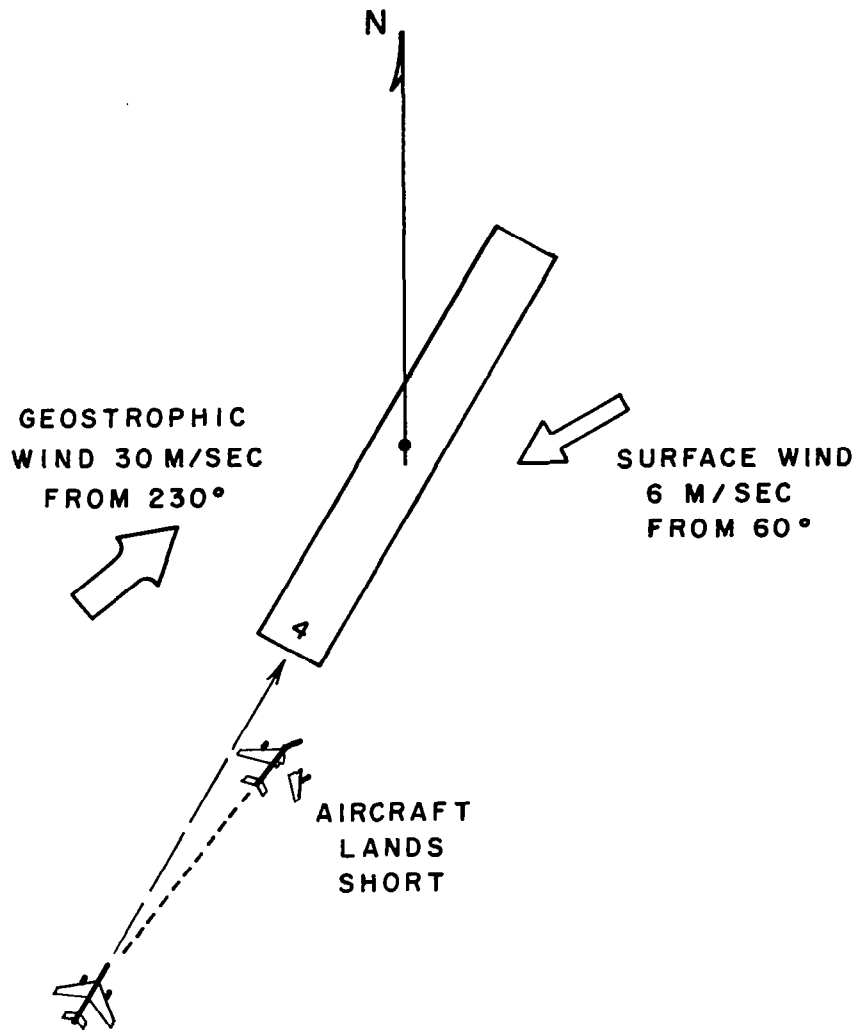 N
GEOSTROPHIC
WIND 30 M/SEC
FROM 230°
SURFACE WIND
6 M/SEC
FROM 60°
4
AIRCRAFT
LANDS
SHORT